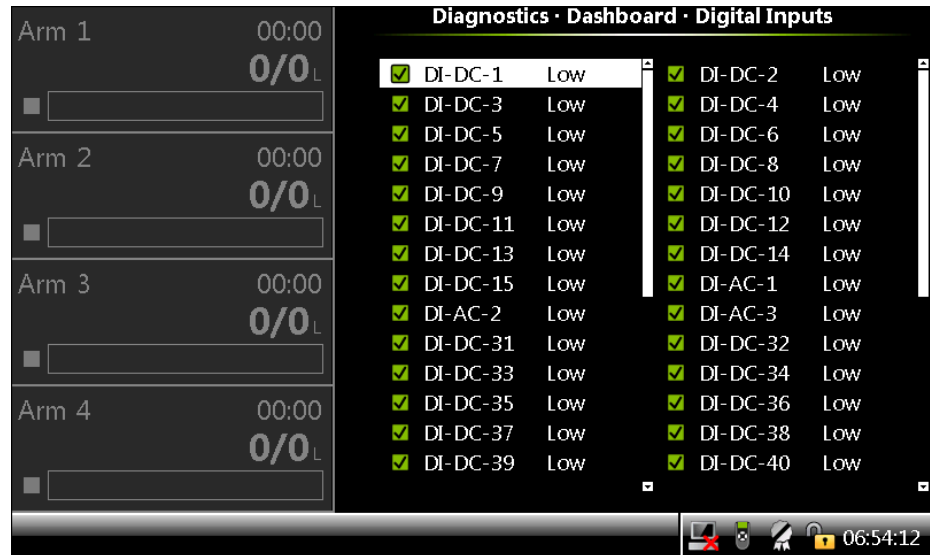 Diagnostics · Dashboard · Digital Inputs
Arm 1 00:00
0/0 L
Arm 2 00:00
0/0 L
Arm 3 00:00
0/0 L
Arm 4 00:00
0/0 L
DI-DC-1 Low DI-DC-2 Low
DI-DC-3 Low DI-DC-4 Low
DI-DC-5 Low DI-DC-6 Low
DI-DC-7 Low DI-DC-8 Low
DI-DC-9 Low DI-DC-10 Low
DI-DC-11 Low DI-DC-12 Low
DI-DC-13 Low DI-DC-14 Low
DI-DC-15 Low DI-AC-1 Low
DI-AC-2 Low DI-AC-3 Low
DI-DC-31 Low DI-DC-32 Low
DI-DC-33 Low DI-DC-34 Low
DI-DC-35 Low DI-DC-36 Low
DI-DC-37 Low DI-DC-38 Low
DI-DC-39 Low DI-DC-40 Low
06:54:12